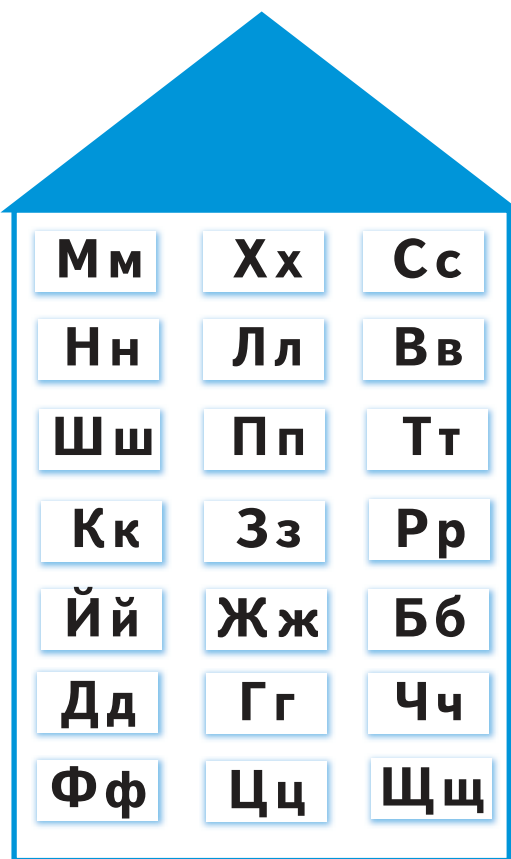 Мм Хх Сс
Нн Лл Вв
Шш Пп Тт
Кк Зз Рр
Йй Жж Бб
Дд Гг Чч
Фф Цц Щщ